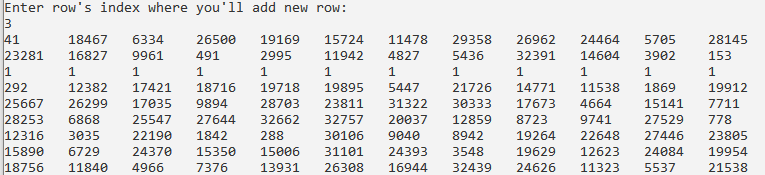 Enter row's index where you'll add new row:
3
41 18467 6334 26500 19169 15724 11478 29358 26962 24464 5705 28145
23281 16827 9961 491 2995 11942 4827 5436 32391 14604 3902 153
1 1 1 1 1 1 1 1 1 1 1 1
292 12382 17421 18716 19718 19895 5447 21726 14771 11538 1869 19912
25667 26299 17035 9894 28703 23811 31322 30333 17673 4664 15141 7711
28253 6868 25547 27644 32662 32757 20037 12859 8723 9741 27529 778
12316 3035 22190 1842 288 30106 9040 8942 19264 22648 27446 23805
15890 6729 24370 15350 15006 31101 24393 3548 19629 12623 24084 19954
18756 11840 4966 7376 13931 26308 16944 32439 24626 11323 5537 21538